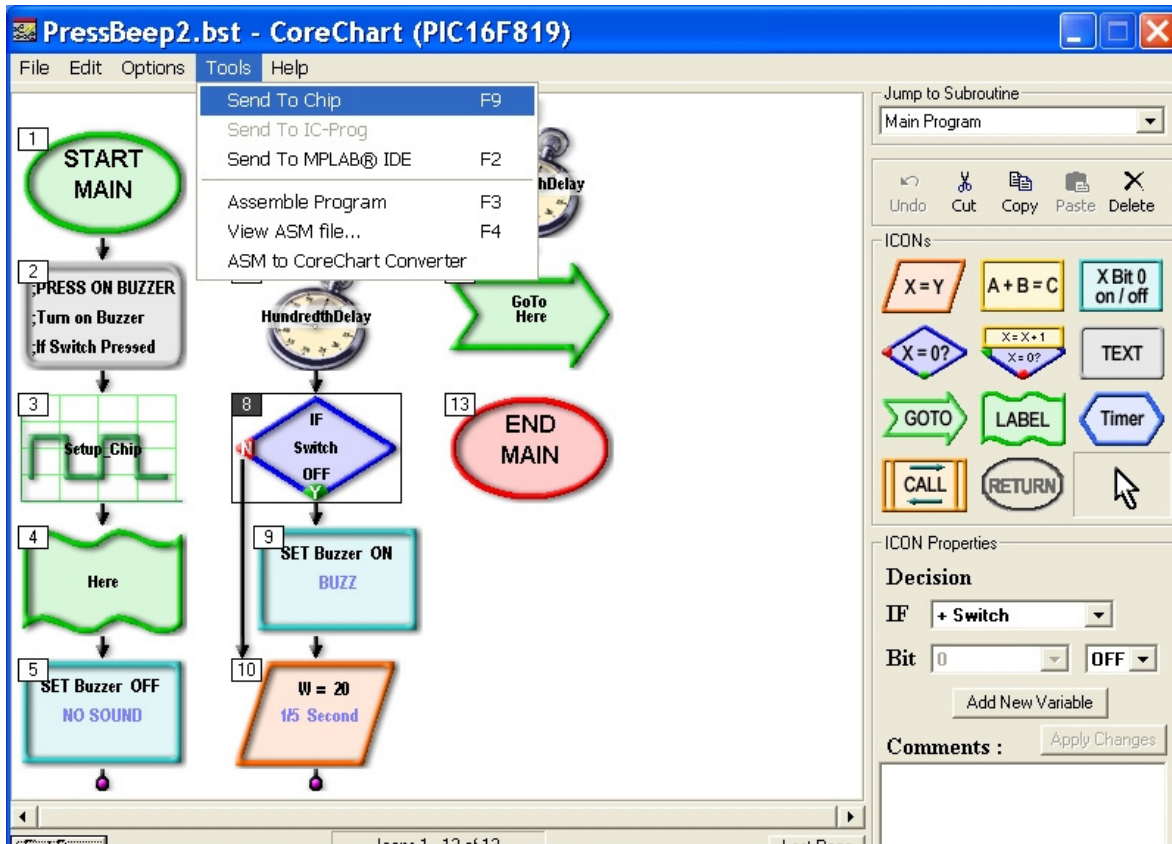 PressBeep2.bst - CoreChart (PIC16F819)
File Edit Options Tools Help
Send To Chip F9
Send To IC-Prog
Send To MPLAB® IDE F2
Assemble Program F3
View ASM file... F4
ASM to CoreChart Converter
1
START
MAIN
2
;PRESS ON BUZZER
;Turn on Buzzer
;If Switch Pressed
3
Setup_Chip
4
Here
5
SET Buzzer OFF
NO SOUND
HundredthDelay
8
IF
Switch
OFF
N
Y
9
SET Buzzer ON
BUZZ
10
W = 20
1/5 Second
hDelay
GoTo
Here
13
END
MAIN
Jump to Subroutine
Main Program
Undo Cut Copy Paste Delete
ICONs
X = Y
A + B = C
X Bit 0
on / off
X = 0?
X = X + 1
X = 0?
TEXT
GOTO
LABEL
Timer
CALL
RETURN
ICON Properties
Decision
IF + Switch
Bit 0 OFF
Add New Variable
Comments :
Apply Changes